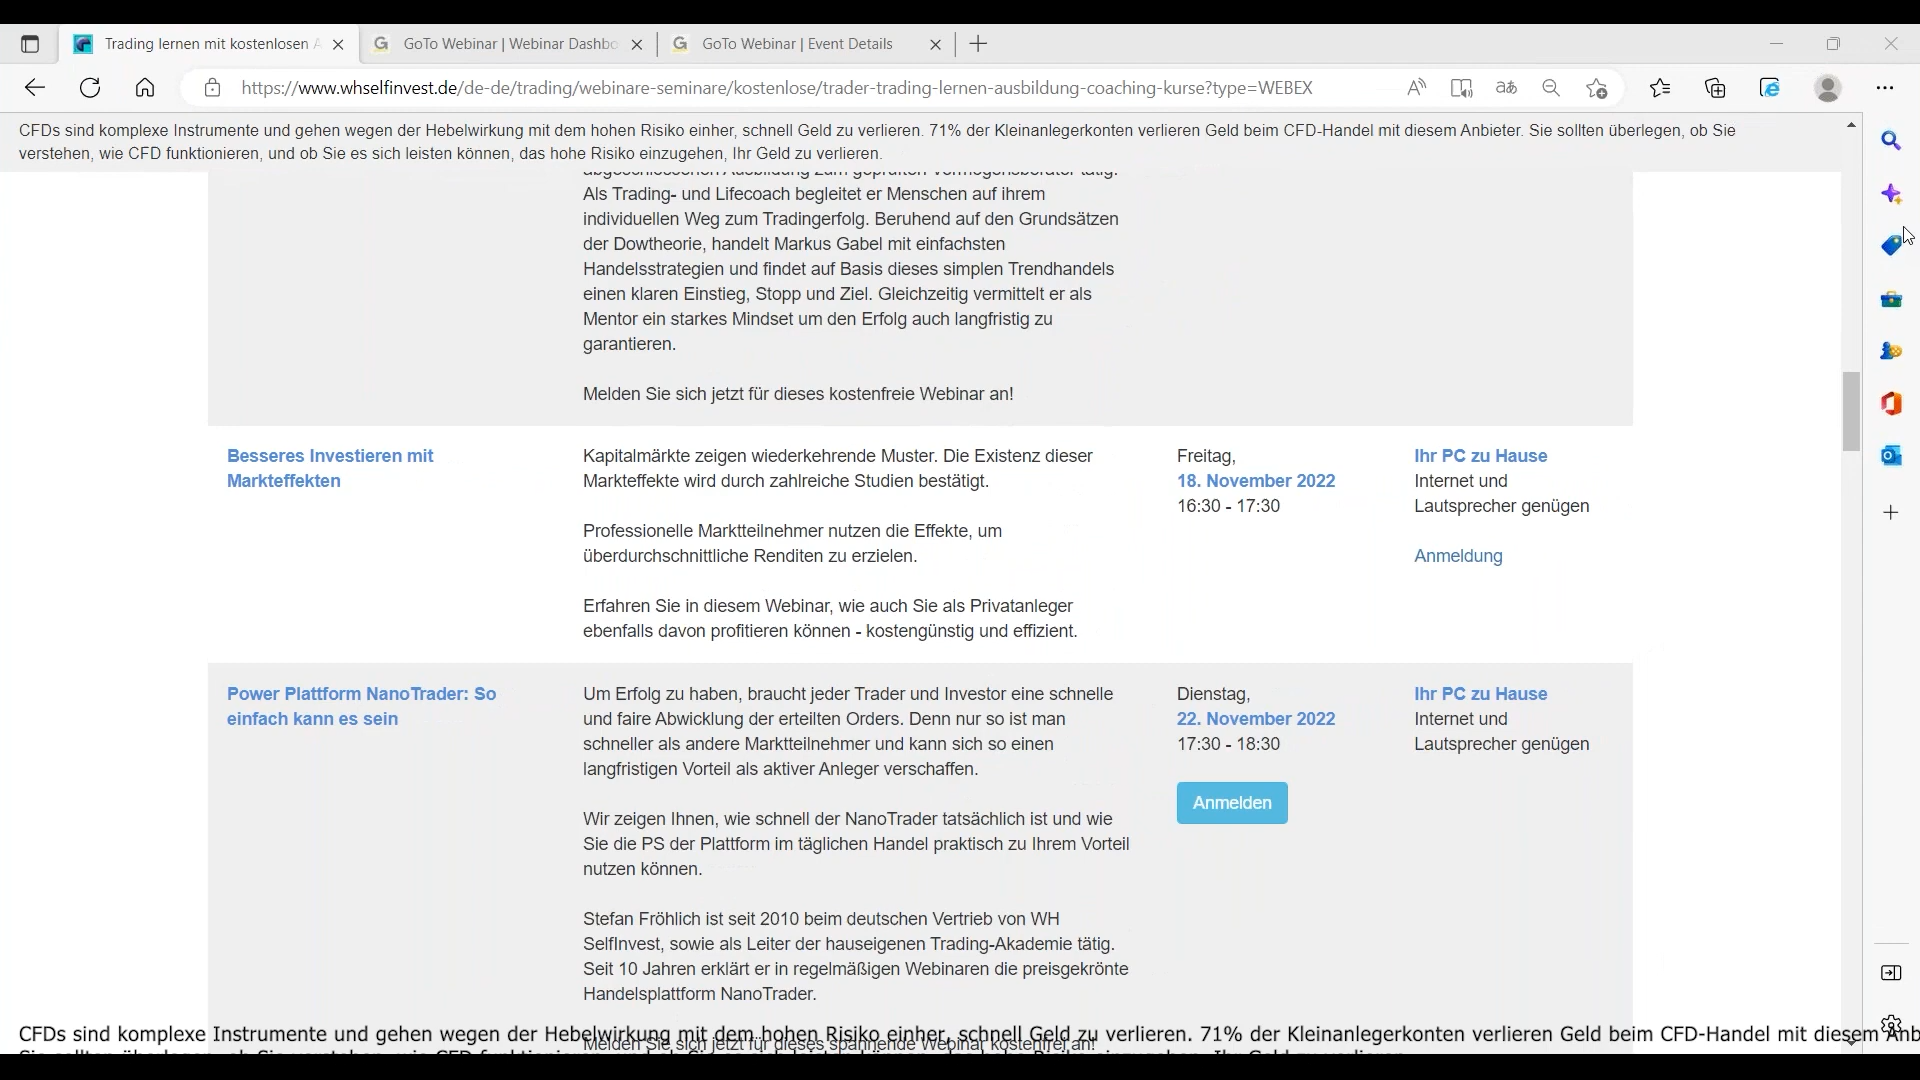 Trading lernen mit kostenlosen A
GoTo Webinar | Webinar Dashbo
GoTo Webinar | Event Details
https://www.whselfinvest.de/de-de/trading/webinare-seminare/kostenlose/trader-trading-lernen-ausbildung-coaching-kurse?type=WEBEX
CFDs sind komplexe Instrumente und gehen wegen der Hebelwirkung mit dem hohen Risiko einher, schnell Geld zu verlieren. 71% der Kleinanlegerkonten verlieren Geld beim CFD-Handel mit diesem Anbieter. Sie sollten überlegen, ob Sie
verstehen, wie CFD funktionieren, und ob Sie es sich leisten können, das hohe Risiko einzugehen, Ihr Geld zu verlieren.
abgeschlossenen Ausbildung zum geprüften Vermögensberater tätig.
Als Trading- und Lifecoach begleitet er Menschen auf ihrem
individuellen Weg zum Tradingerfolg. Beruhend auf den Grundsätzen
der Dowtheorie, handelt Markus Gabel mit einfachsten
Handelsstrategien und findet auf Basis dieses simplen Trendhandels
einen klaren Einstieg, Stopp und Ziel. Gleichzeitig vermittelt er als
Mentor ein starkes Mindset um den Erfolg auch langfristig zu
garantieren.
Melden Sie sich jetzt für dieses kostenfreie Webinar an!
Besseres Investieren mit
Markteffekten
Kapitalmärkte zeigen wiederkehrende Muster. Die Existenz dieser
Markteffekte wird durch zahlreiche Studien bestätigt.
Professionelle Marktteilnehmer nutzen die Effekte, um
überdurchschnittliche Renditen zu erzielen.
Erfahren Sie in diesem Webinar, wie auch Sie als Privatanleger
ebenfalls davon profitieren können - kostengünstig und effizient.
Freitag,
18. November 2022
16:30 - 17:30
Ihr PC zu Hause
Internet und
Lautsprecher genügen
Anmeldung
Power Plattform NanoTrader: So
einfach kann es sein
Um Erfolg zu haben, braucht jeder Trader und Investor eine schnelle
und faire Abwicklung der erteilten Orders. Denn nur so ist man
schneller als andere Marktteilnehmer und kann sich so einen
langfristigen Vorteil als aktiver Anleger verschaffen.
Wir zeigen Ihnen, wie schnell der NanoTrader tatsächlich ist und wie
Sie die PS der Plattform im täglichen Handel praktisch zu Ihrem Vorteil
nutzen können.
Stefan Fröhlich ist seit 2010 beim deutschen Vertrieb von WH
SelfInvest, sowie als Leiter der hauseigenen Trading-Akademie tätig.
Seit 10 Jahren erklärt er in regelmäßigen Webinaren die preisgekrönte
Handelsplattform NanoTrader.
Dienstag,
22. November 2022
17:30 - 18:30
Anmelden
Ihr PC zu Hause
Internet und
Lautsprecher genügen
CFDs sind komplexe Instrumente und gehen wegen der Hebelwirkung mit dem hohen Risiko einher, schnell Geld zu verlieren. 71% der Kleinanlegerkonten verlieren Geld beim CFD-Handel mit diesem Anb
Melden Sie sich jetzt für dieses spannende Webinar kostenfrei an!